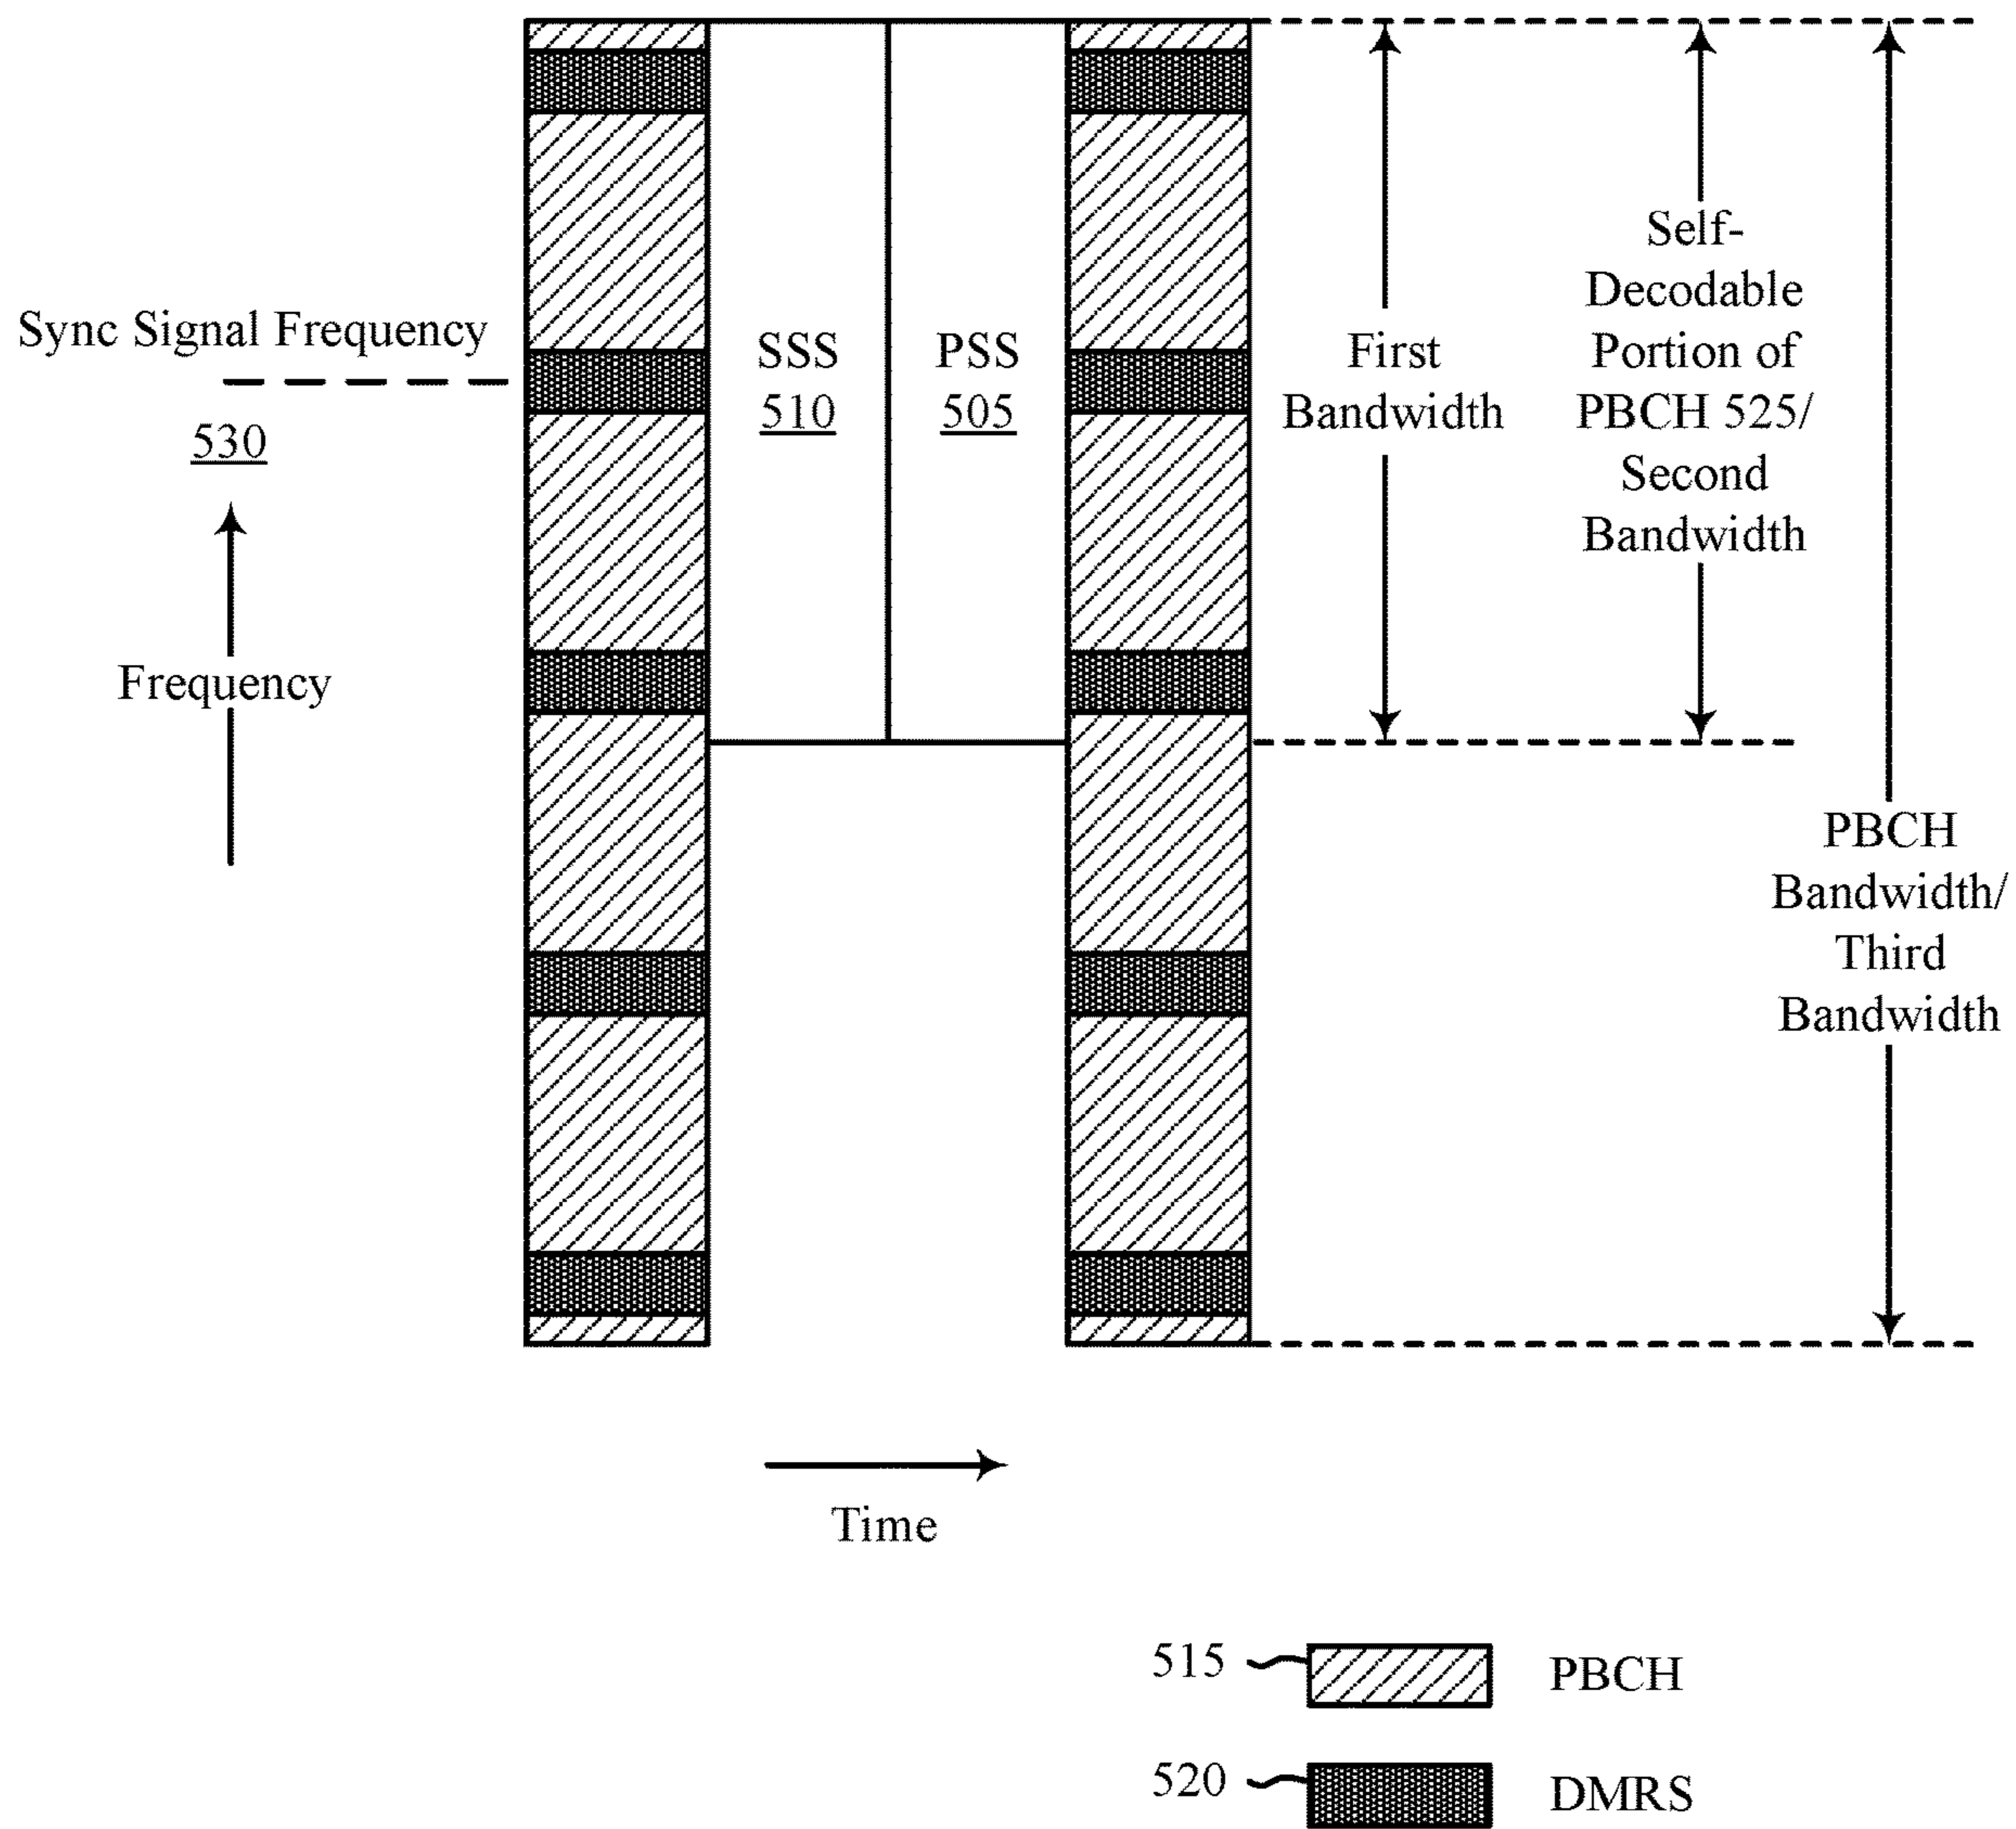 Sync Signal Frequency
530
Frequency
SSS
510
PSS
505
First
Bandwidth
Self-
Decodable
Portion of
PBCH 525/
Second
Bandwidth
PBCH
Bandwidth/
Third
Bandwidth
Time
515
PBCH
520
DMRS